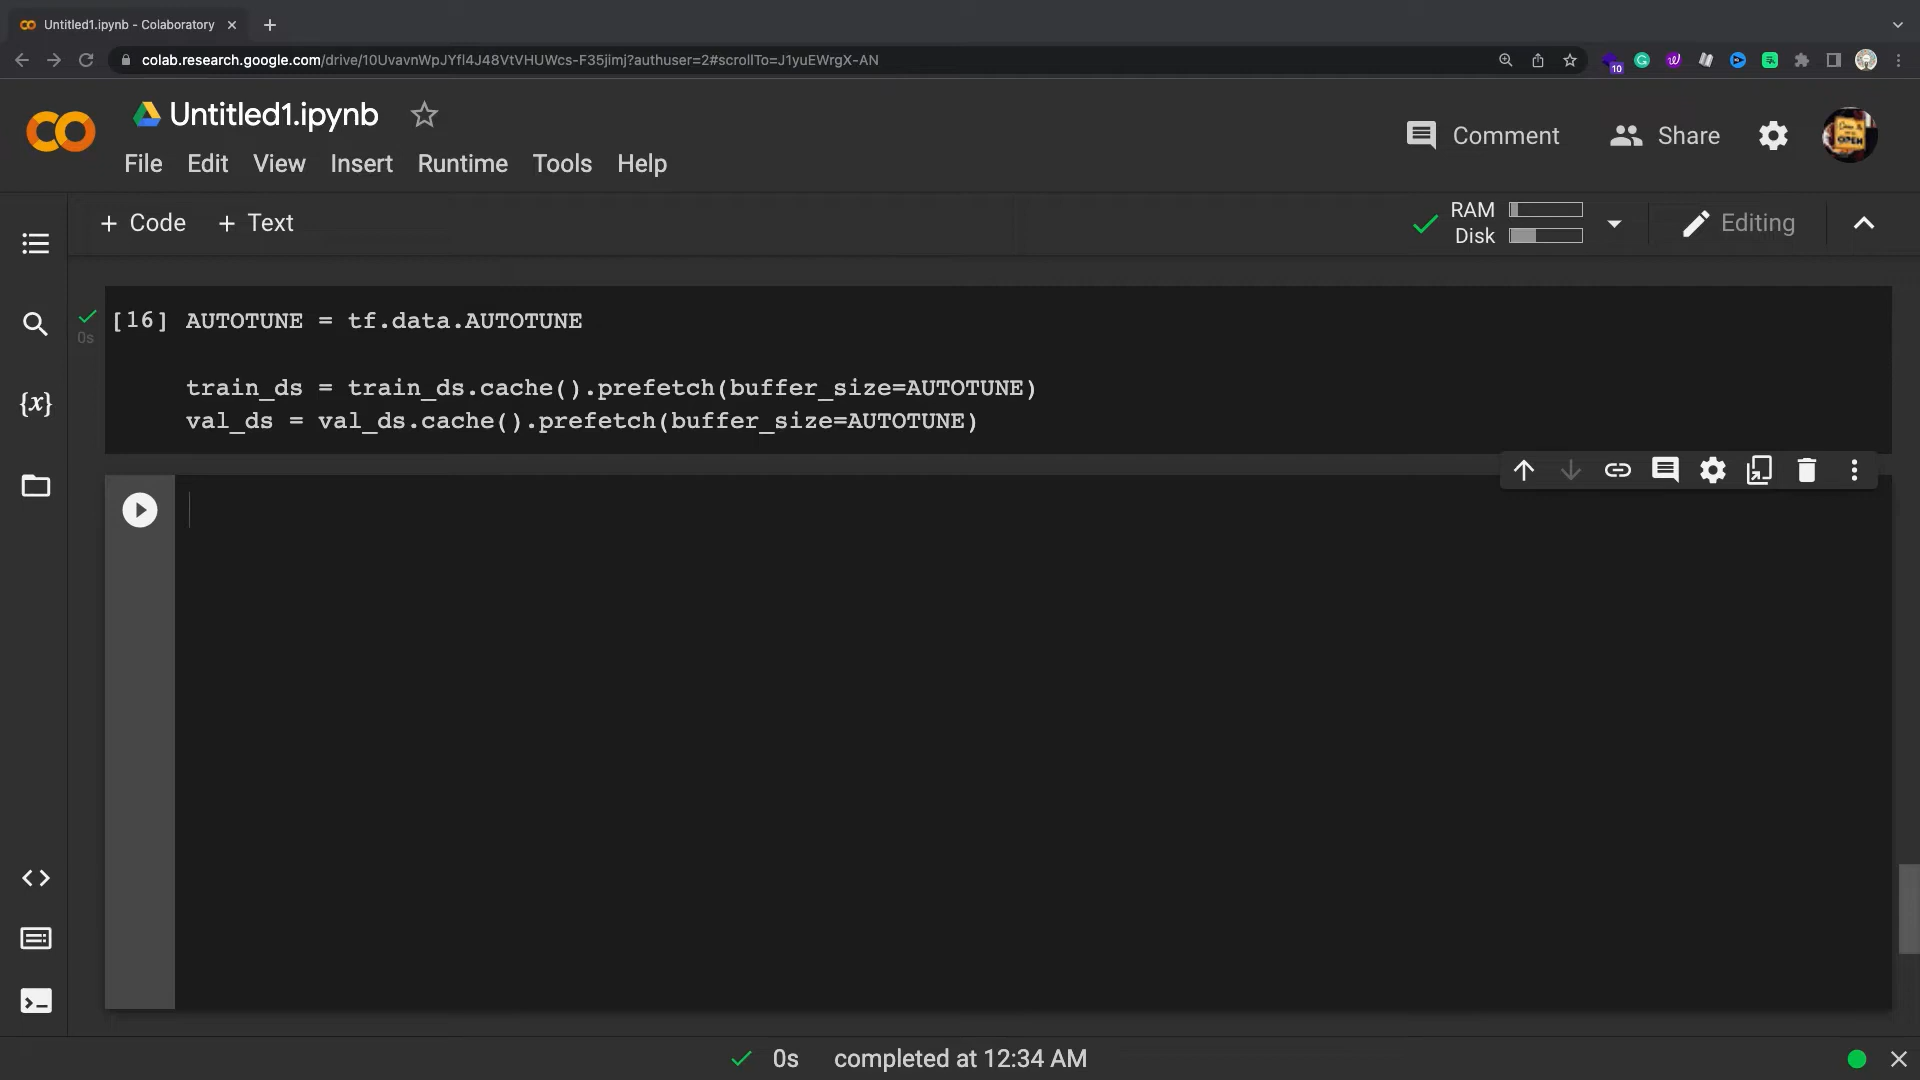 Untitled1.ipynb - Colaboratory
colab.research.google.com/drive/10UvavnWpJYfl4J48VtVHUWcs-F35jimj?authuser=2#scrollTo=J1yuEWrgX-AN
10
Untitled1.ipynb
Comment
Share
File Edit View Insert Runtime Tools Help
+ Code + Text
RAM
Disk
Editing
[16] AUTOTUNE = tf.data.AUTOTUNE
0s
train_ds = train_ds.cache().prefetch(buffer_size=AUTOTUNE)
val_ds = val_ds.cache().prefetch(buffer_size=AUTOTUNE)
{x}
0s completed at 12:34 AM